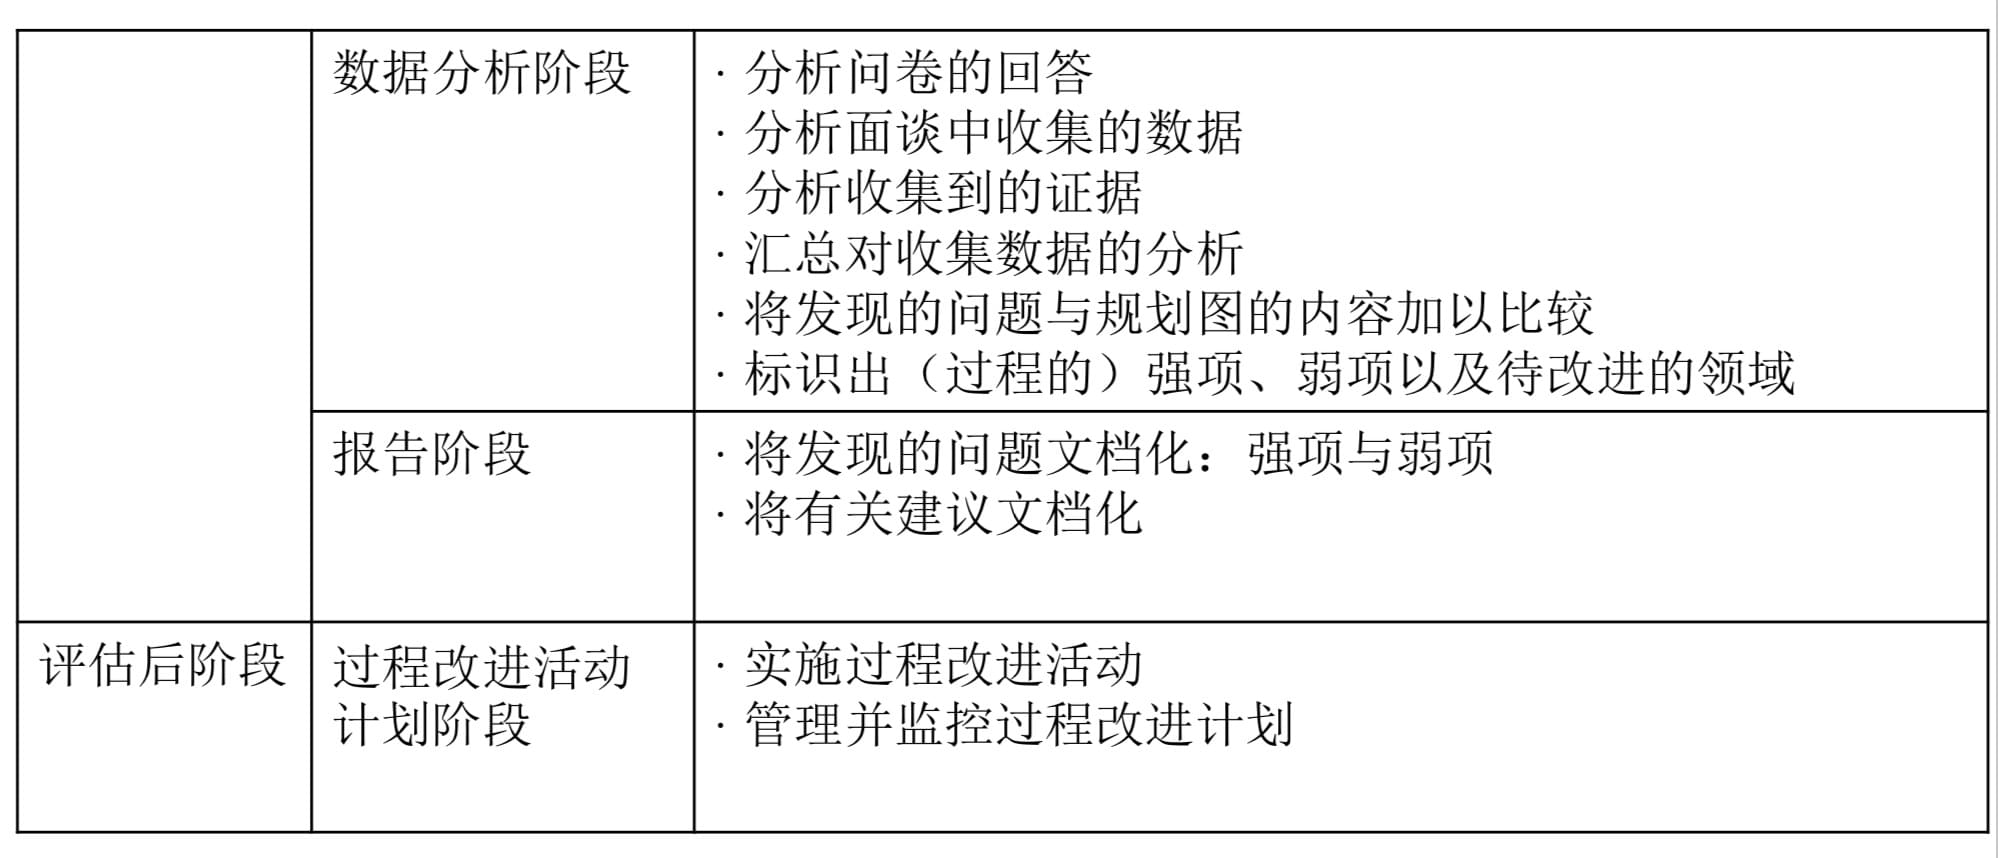 数据分析阶段
· 分析问卷的回答
· 分析面谈中收集的数据
· 分析收集到的证据
· 汇总对收集数据的分析
· 将发现的问题与规划图的内容加以比较
· 标识出（过程的）强项、弱项以及待改进的领域
报告阶段
· 将发现的问题文档化：强项与弱项
· 将有关建议文档化
评估后阶段
过程改进活动
计划阶段
· 实施过程改进活动
· 管理并监控过程改进计划